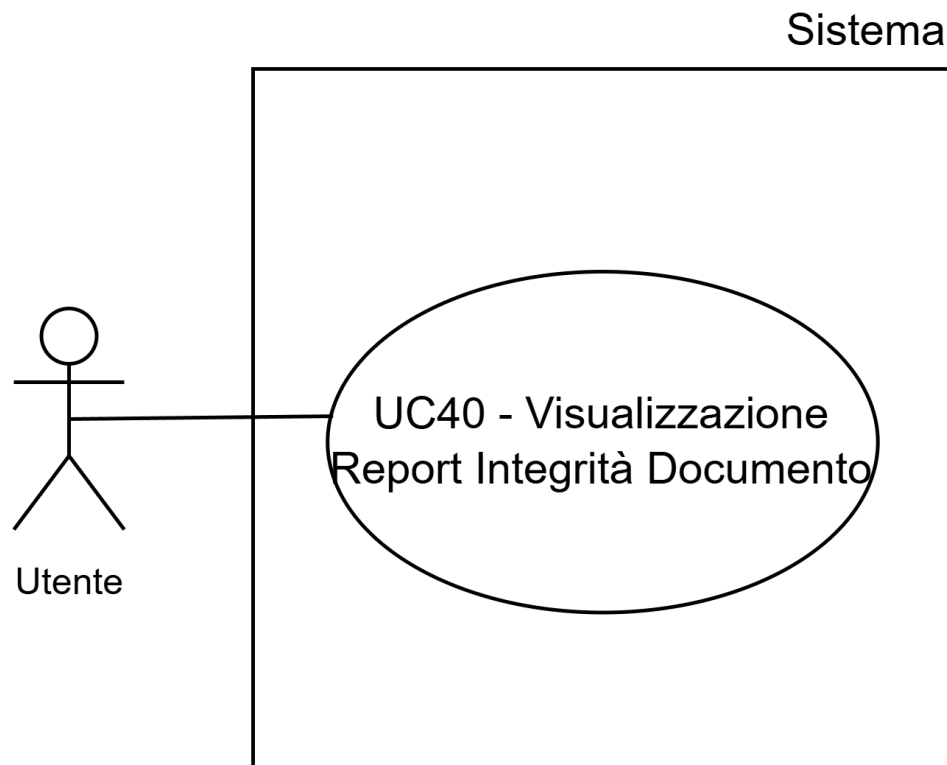 Sistema
UC40 - Visualizzazione
Report Integrità Documento
Utente